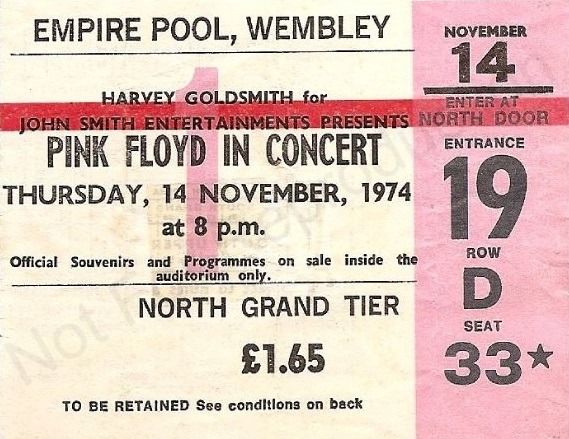 EMPIRE POOL, WEMBLEY
1
HARVEY GOLDSMITH for
JOHN SMITH ENTERTAINMENTS PRESENTS
PINK FLOYD IN CONCERT
THURSDAY, 14 NOVEMBER, 1974
at 8 p.m.
Official Souvenirs and Programmes on sale inside the
auditorium only.
NORTH GRAND TIER
£1.65
TO BE RETAINED See conditions on back
NOVEMBER
14
ENTER AT
NORTH DOOR
ENTRANCE
19
ROW
D
SEAT
33★